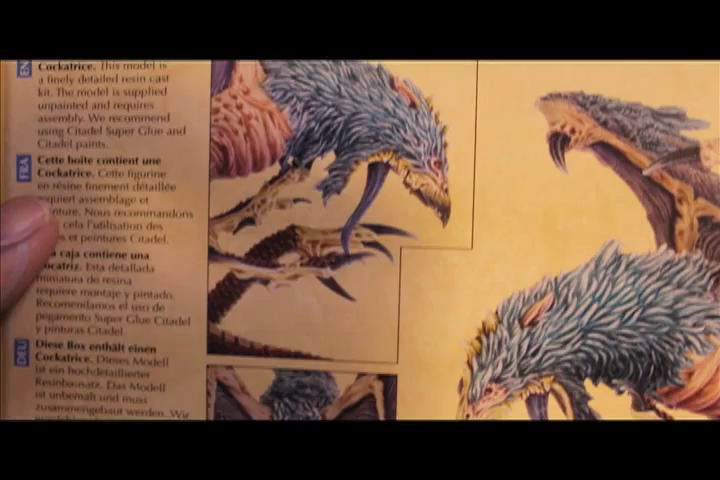 EN
Cockatrice. This model is
a finely detailed resin cast
kit. The model is supplied
unpainted and requires
assembly. We recommend
using Citadel Super Glue and
Citadel paints.
FRA
Cette boîte contient une
Cockatrice. Cette figurine
en résine finement détaillée
requiert assemblage et
Nous recommandons
cela l'utilisation des
et peintures Citadel.
caja contiene una
Esta detallada
miniatura de resina
requiere montaje y pintado.
Recomendamos el uso de
pegamento Super Glue Citadel
y pinturas Citadel.
DEU
Diese Box enthält einen
Cockatrice. Dieses Modell
ist ein hochdetaillierter
Resinbausatz. Das Modell
ist unbemalt und muss
zusammengebaut werden. Wir